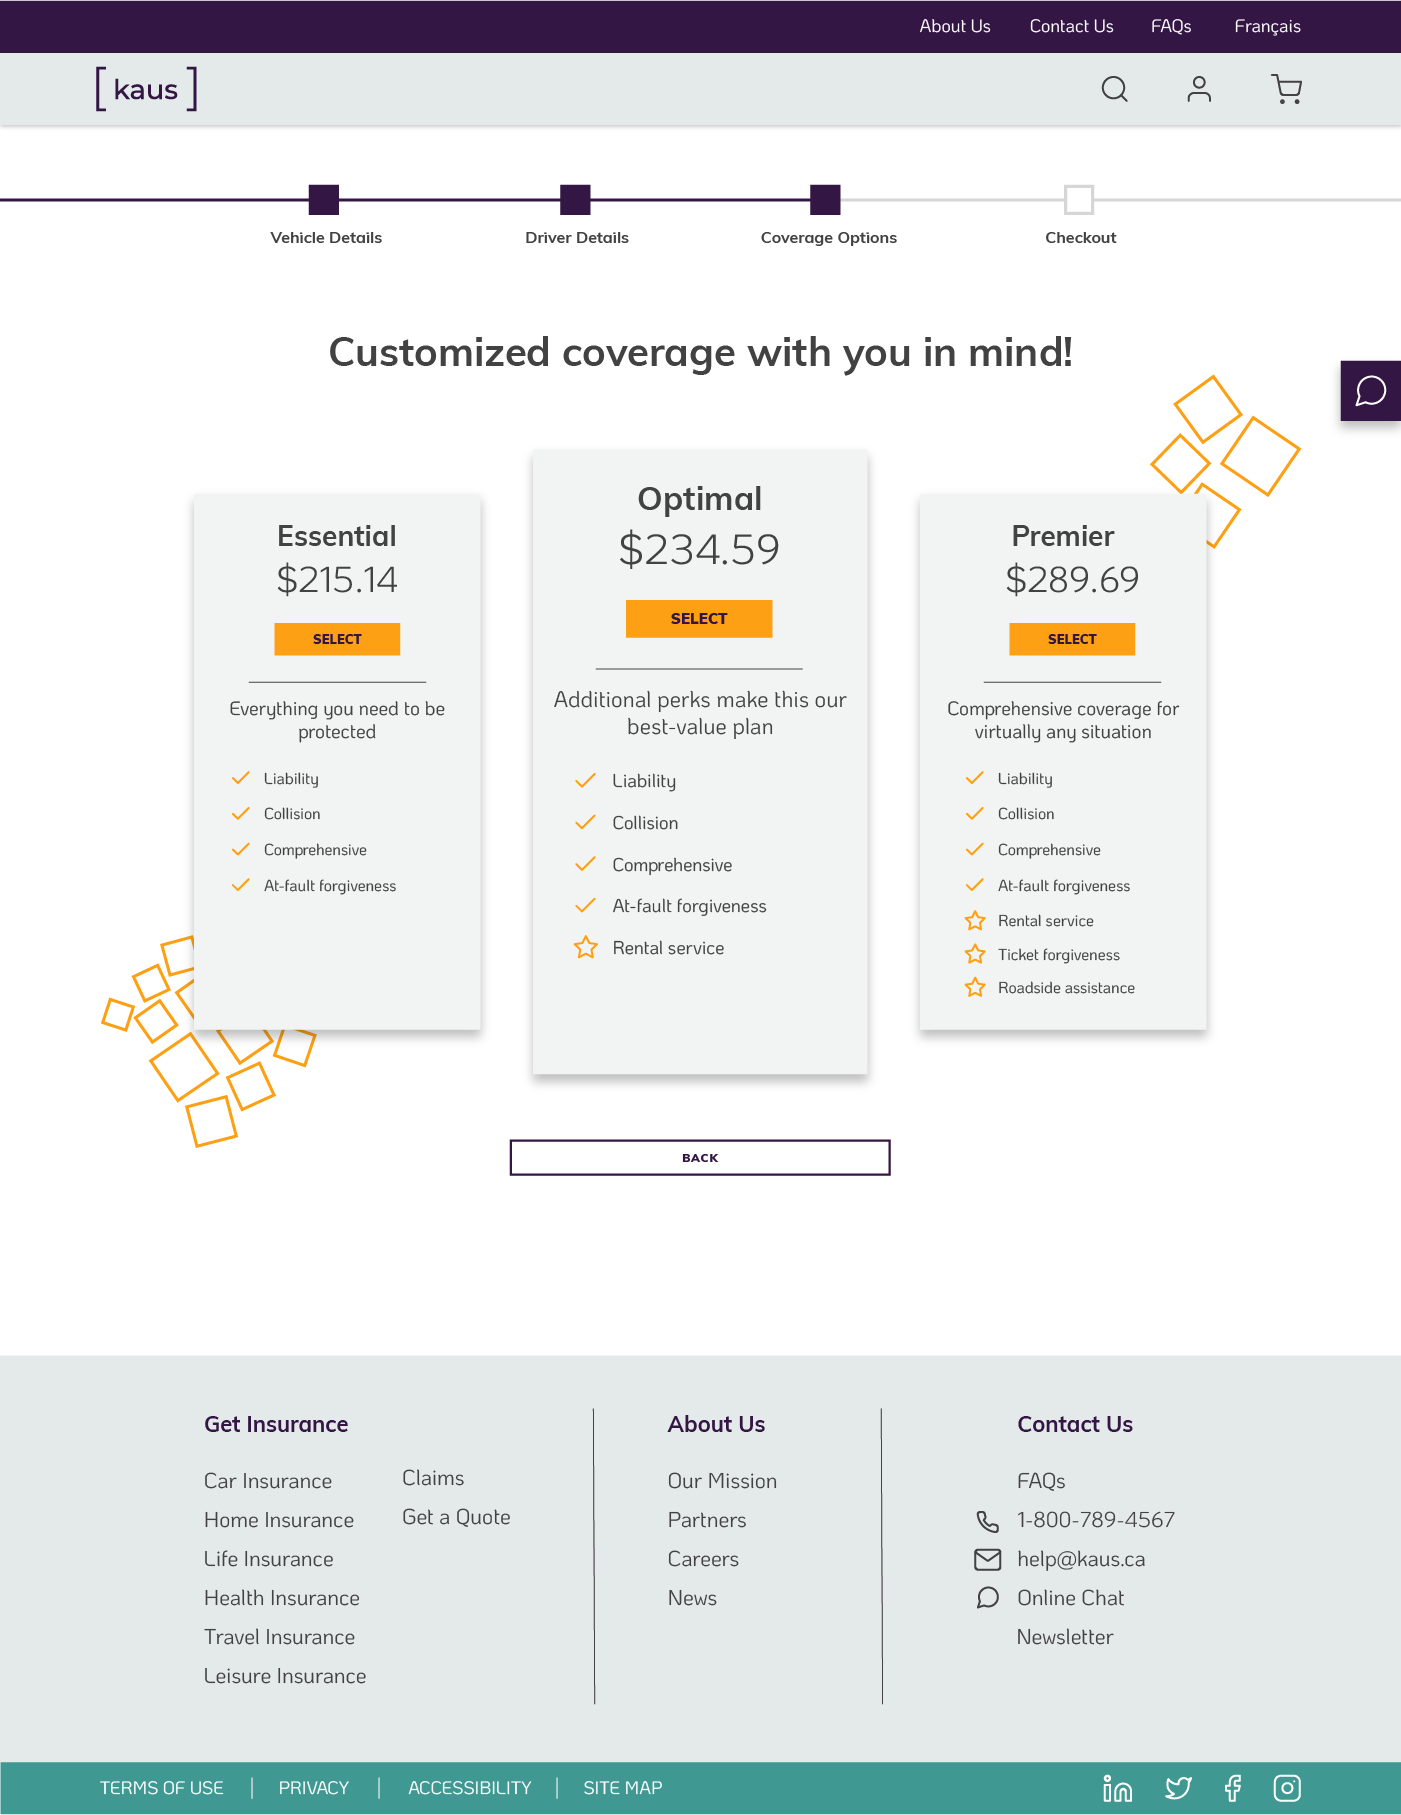 About Us Contact Us FAQs Français
[ kaus ]
Vehicle Details Driver Details Coverage Options Checkout
Customized coverage with you in mind!
Essential
$215.14
SELECT
Everything you need to be
protected
Liability
Collision
Comprehensive
At-fault forgiveness
Optimal
$234.59
SELECT
Additional perks make this our
best-value plan
Liability
Collision
Comprehensive
At-fault forgiveness
Rental service
Premier
$289.69
SELECT
Comprehensive coverage for
virtually any situation
Liability
Collision
Comprehensive
At-fault forgiveness
Rental service
Ticket forgiveness
Roadside assistance
BACK
Get Insurance
Car Insurance
Home Insurance
Life Insurance
Health Insurance
Travel Insurance
Leisure Insurance
Claims
Get a Quote
About Us
Our Mission
Partners
Careers
News
Contact Us
FAQs
1-800-789-4567
help@kaus.ca
Online Chat
Newsletter
TERMS OF USE | PRIVACY | ACCESSIBILITY | SITE MAP